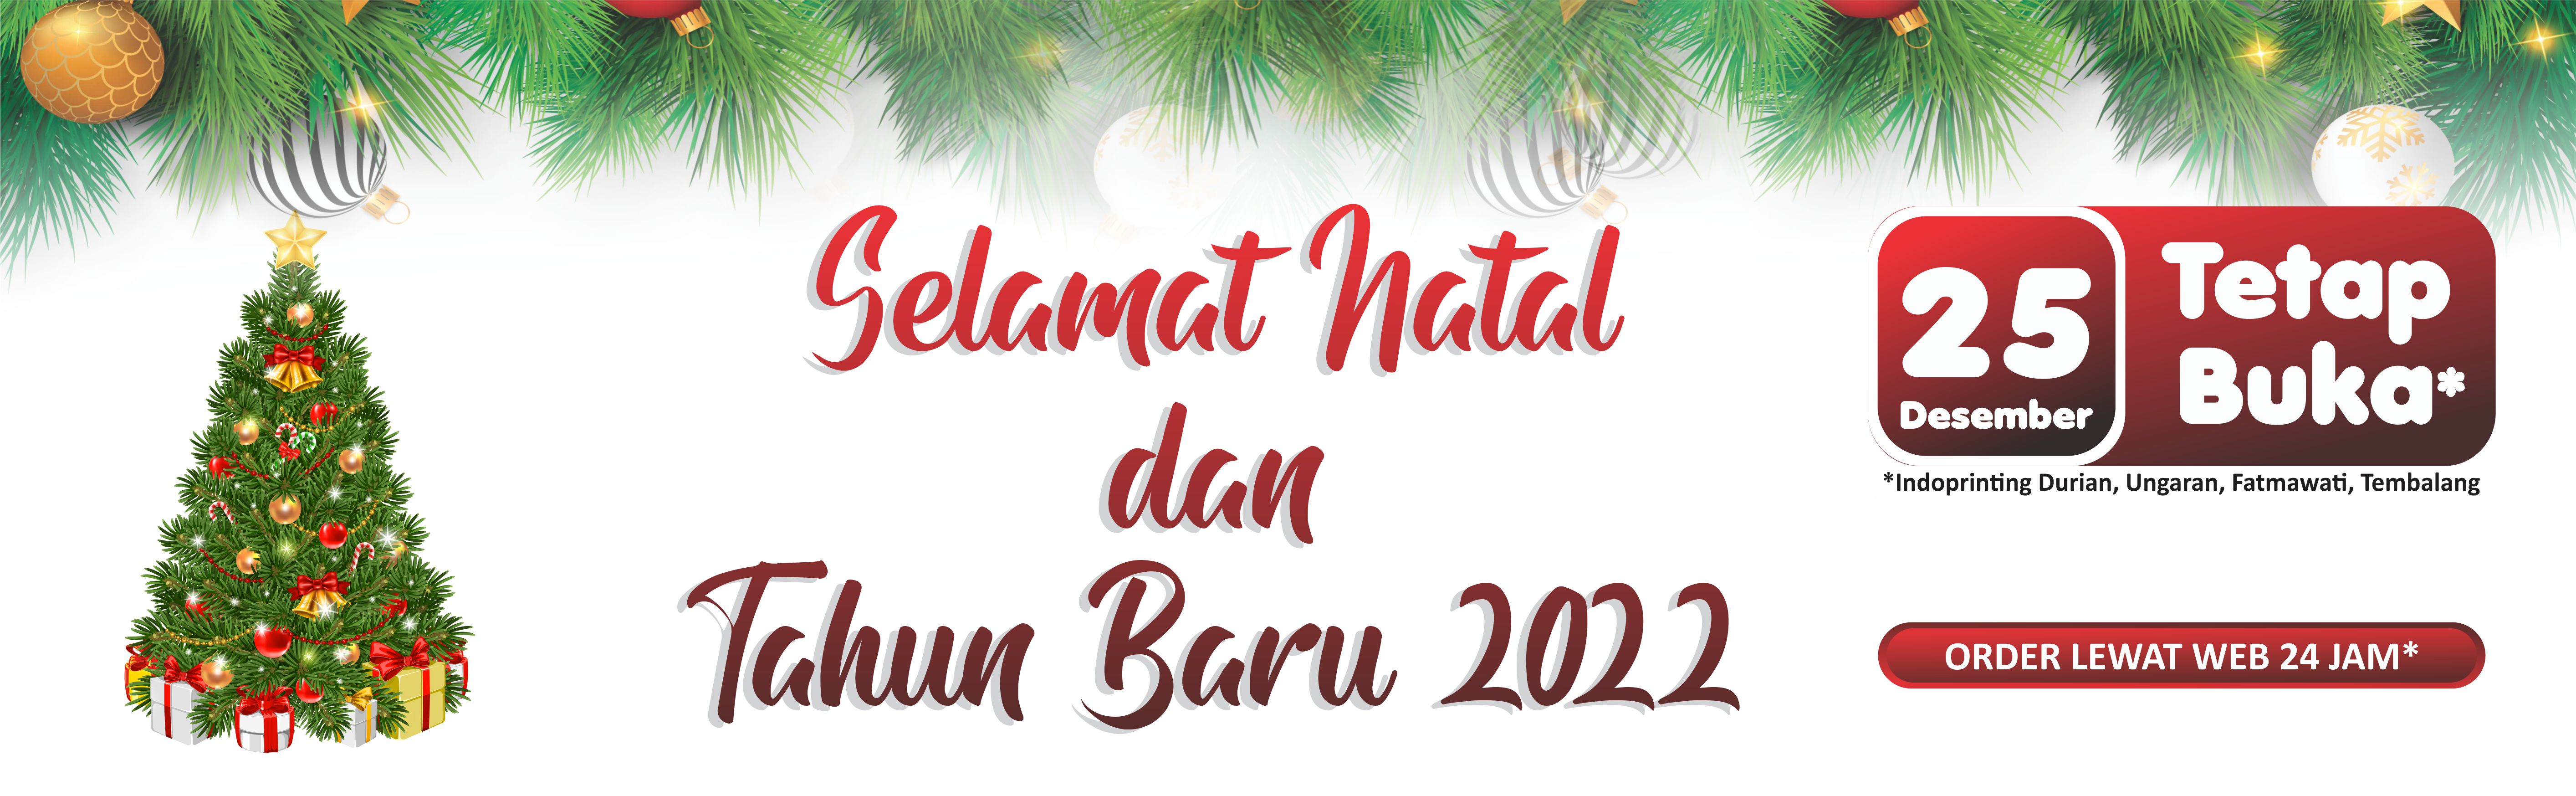 Selamat Natal
dan
Tahun Baru 2022
25
Desember
Tetap
Buka*
*Indoprinting Durian, Ungaran, Fatmawati, Tembalang
ORDER LEWAT WEB 24 JAM*